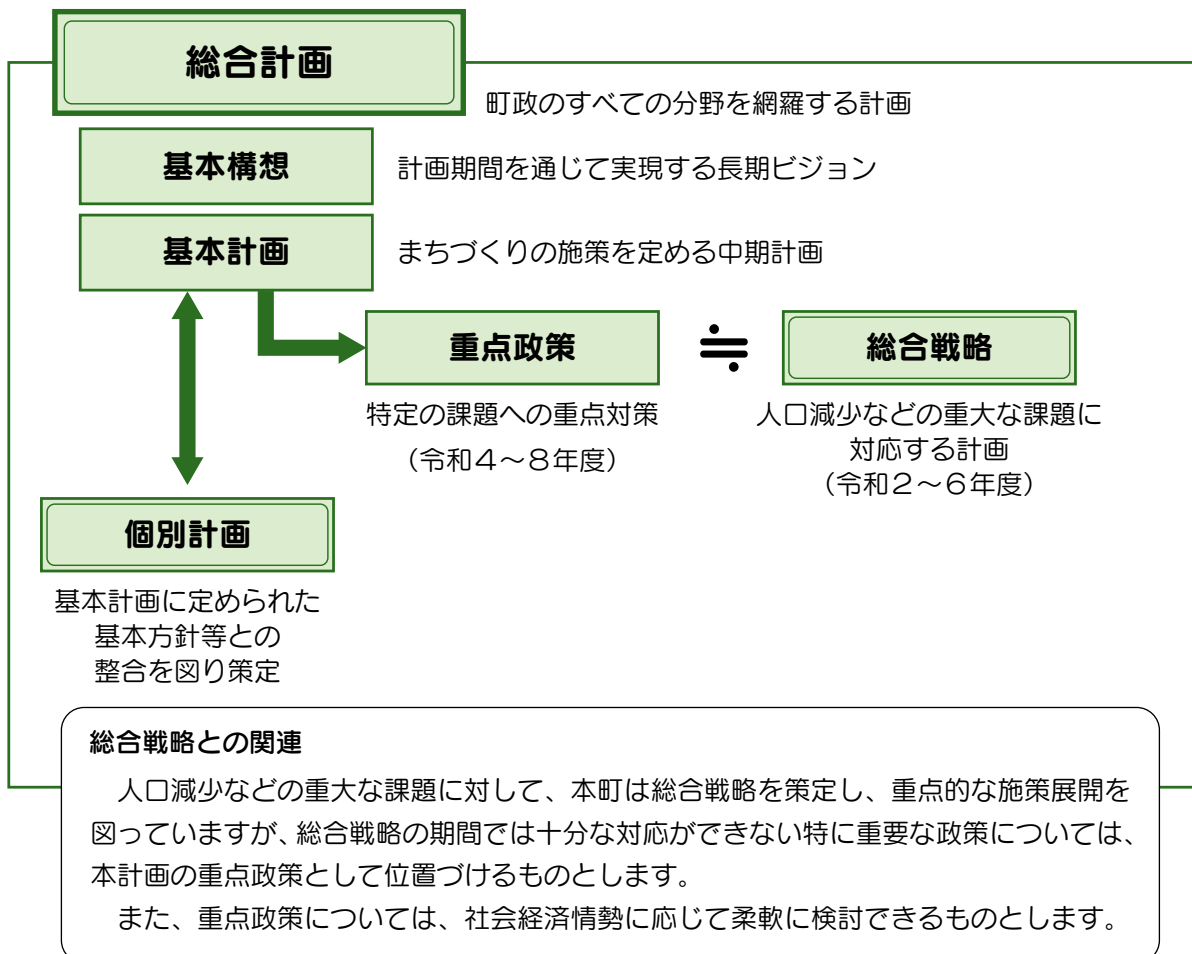 総合計画
町政のすべての分野を網羅する計画
基本構想
計画期間を通じて実現する長期ビジョン
基本計画
まちづくりの施策を定める中期計画
重点政策
≒
総合戦略
特定の課題への重点対策
（令和４～８年度）
人口減少などの重大な課題に
対応する計画
（令和２～６年度）
個別計画
基本計画に定められた
基本方針等との
整合を図り策定
総合戦略との関連
　人口減少などの重大な課題に対して、本町は総合戦略を策定し、重点的な施策展開を
図っていますが、総合戦略の期間では十分な対応ができない特に重要な政策については、
本計画の重点政策として位置づけるものとします。
　また、重点政策については、社会経済情勢に応じて柔軟に検討できるものとします。